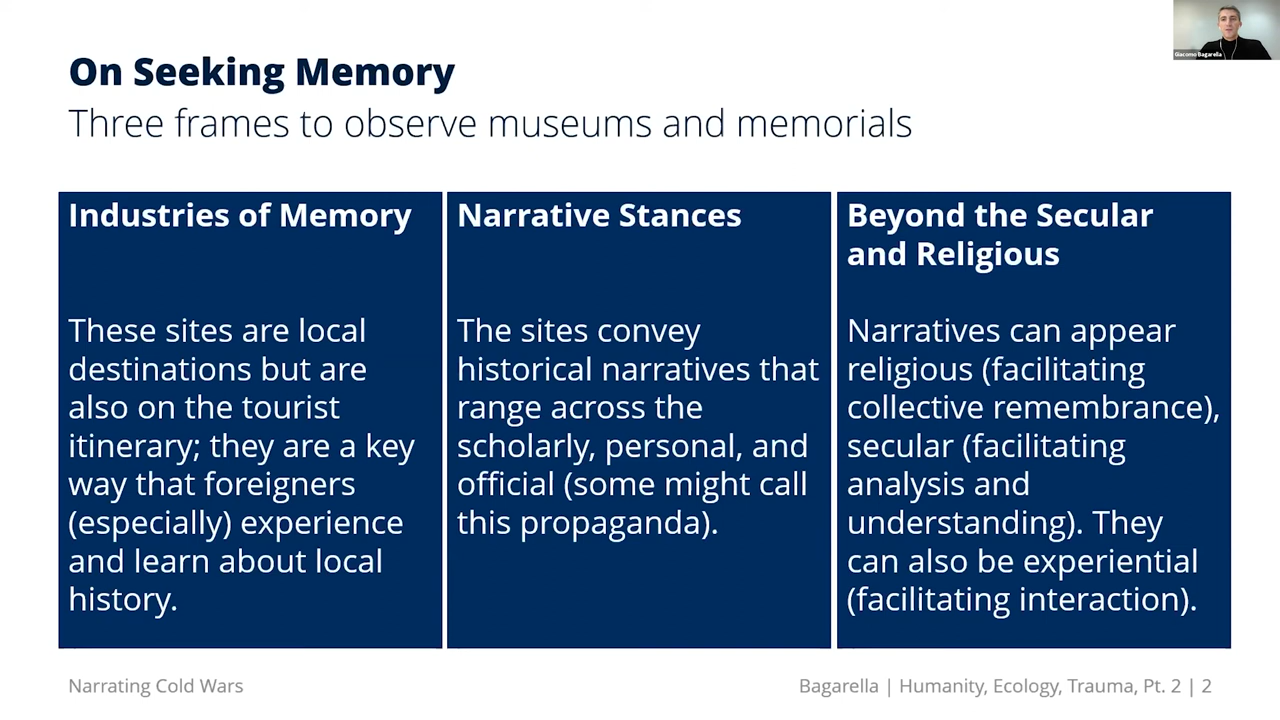 On Seeking Memory
Three frames to observe museums and memorials
Giacomo Bagarella
Industries of Memory
These sites are local
destinations but are
also on the tourist
itinerary; they are a key
way that foreigners
(especially) experience
and learn about local
history.
Narrative Stances
The sites convey
historical narratives that
range across the
scholarly, personal, and
official (some might call
this propaganda).
Beyond the Secular
and Religious
Narratives can appear
religious (facilitating
collective remembrance),
secular (facilitating
analysis and
understanding). They
can also be experiential
(facilitating interaction).
Narrating Cold Wars
Bagarella | Humanity, Ecology, Trauma, Pt. 2 | 2